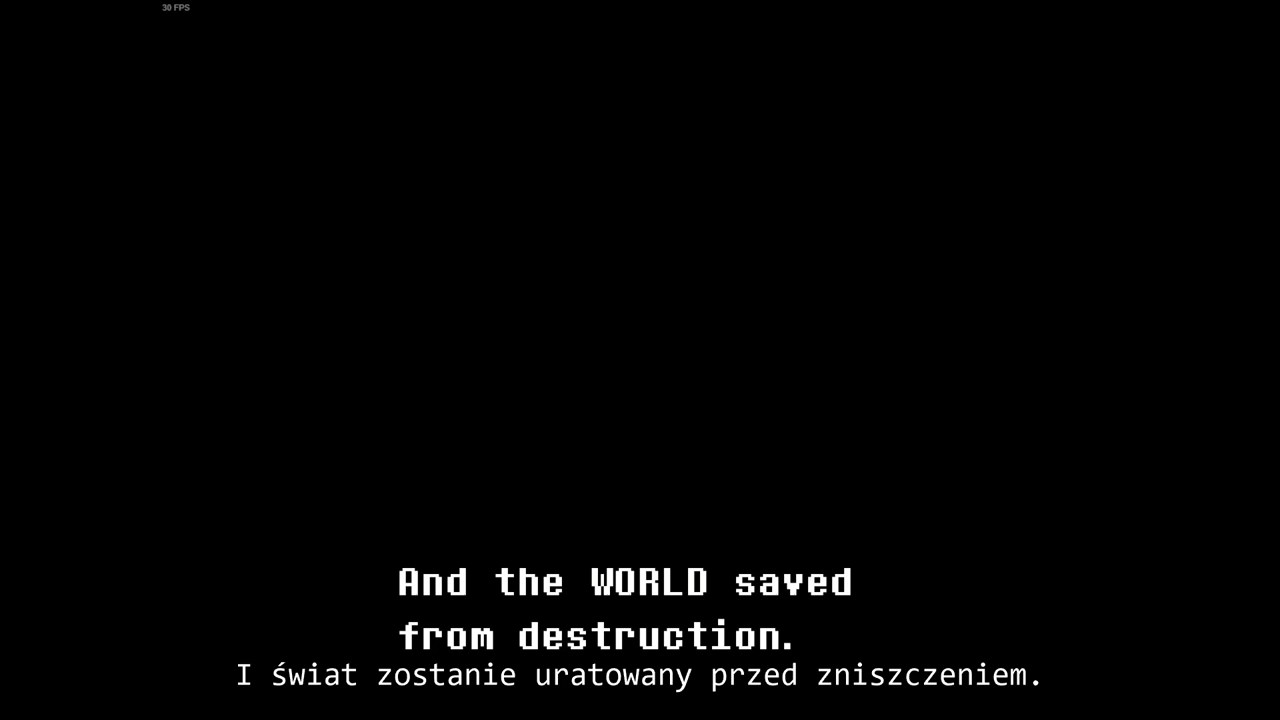 30 FPS
And the WORLD saved
from destruction.
I świat zostanie uratowany przed zniszczeniem.